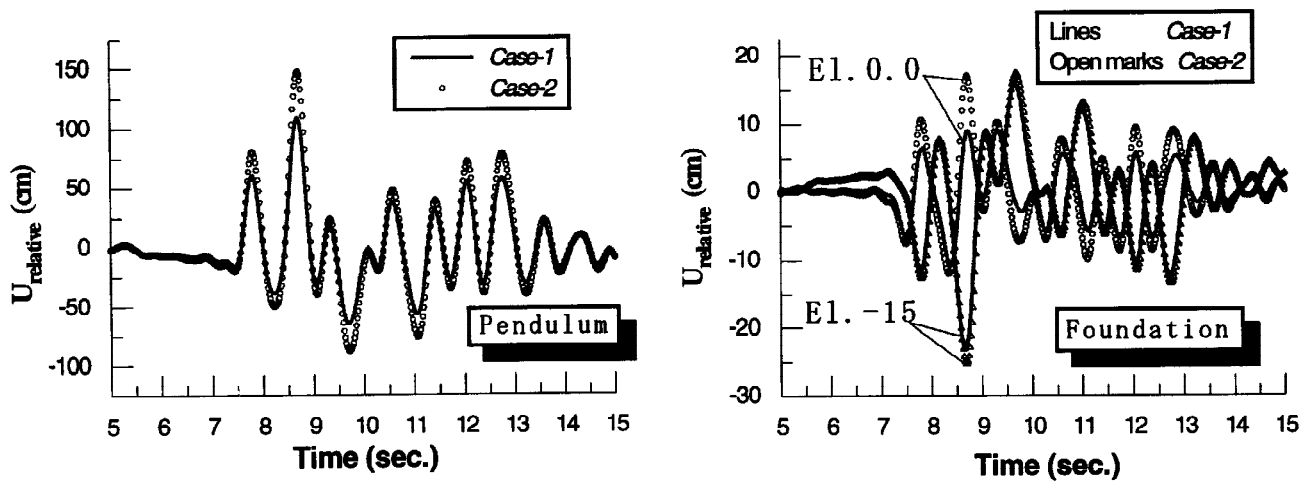 Case-1
Case-2
150
100
50
0
-50
-100
U relative (cm)
Pendulum
5 6 7 8 9 10 11 12 13 14 15
Time (sec.)
Lines Case-1
Open marks Case-2
20
10
0
-10
-20
-30
U relative (cm)
El.0.0
El.-15
Foundation
5 6 7 8 9 10 11 12 13 14 15
Time (sec.)